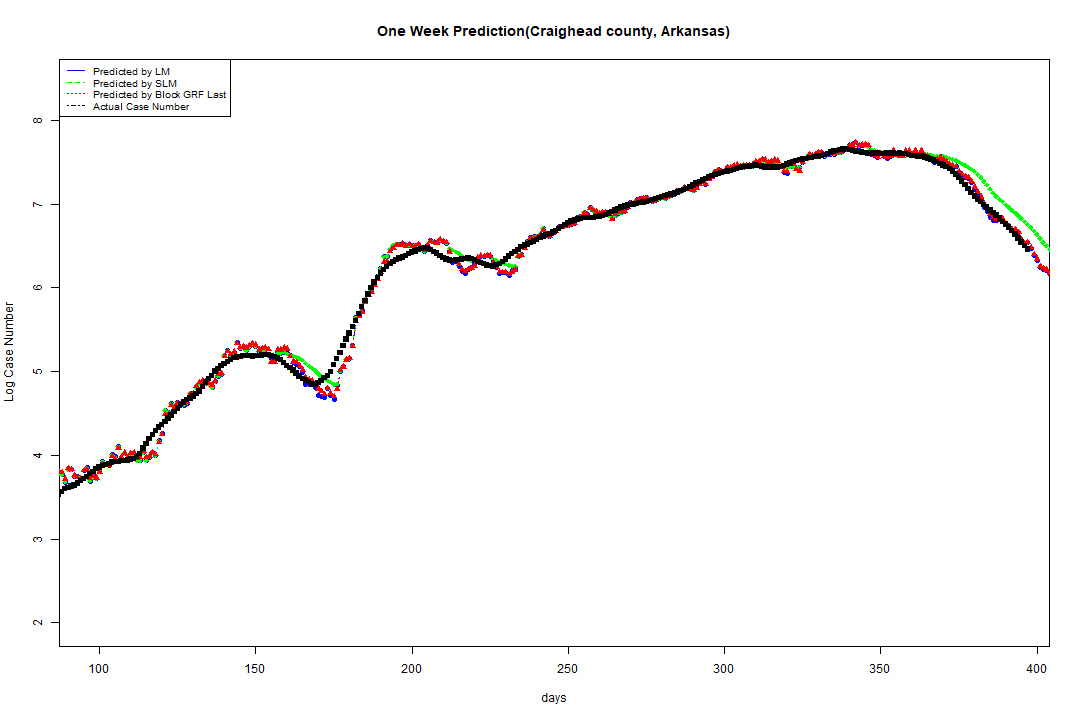 One Week Prediction(Craighead county, Arkansas)
Predicted by LM
Predicted by SLM
Predicted by Block GRF Last
Actual Case Number
8
7
6
5
4
3
2
Log Case Number
100 150 200 250 300 350 400
days